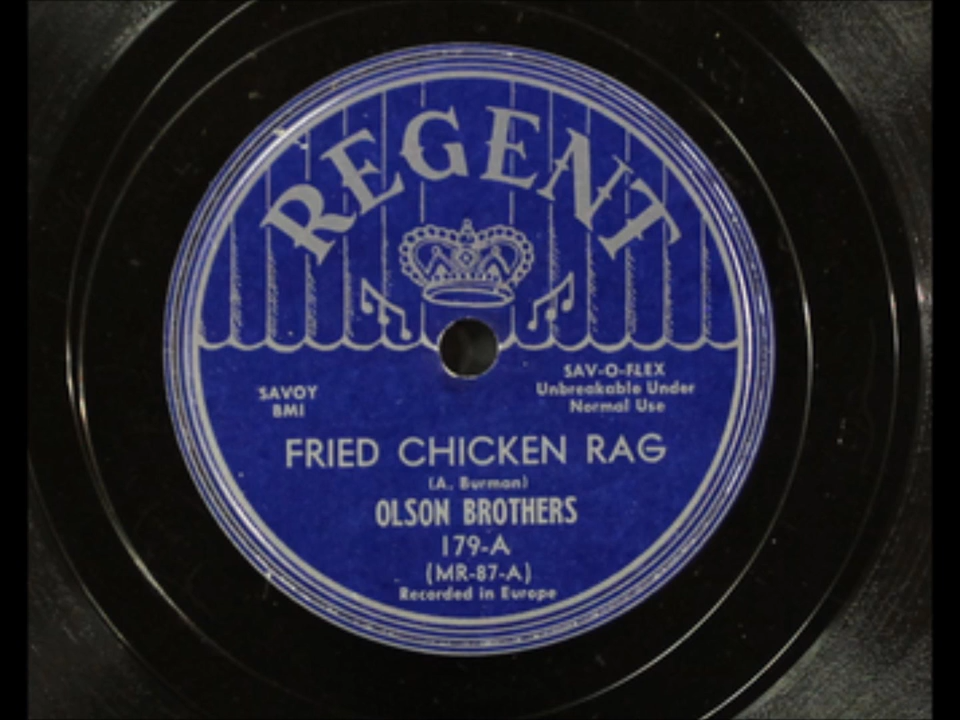 REGENT
SAVOY
BMI
SAV-O-FLEX
Unbreakable Under
Normal Use
FRIED CHICKEN RAG
(A. Burman)
OLSON BROTHERS
179-A
(MR-87-A)
Recorded in Europe